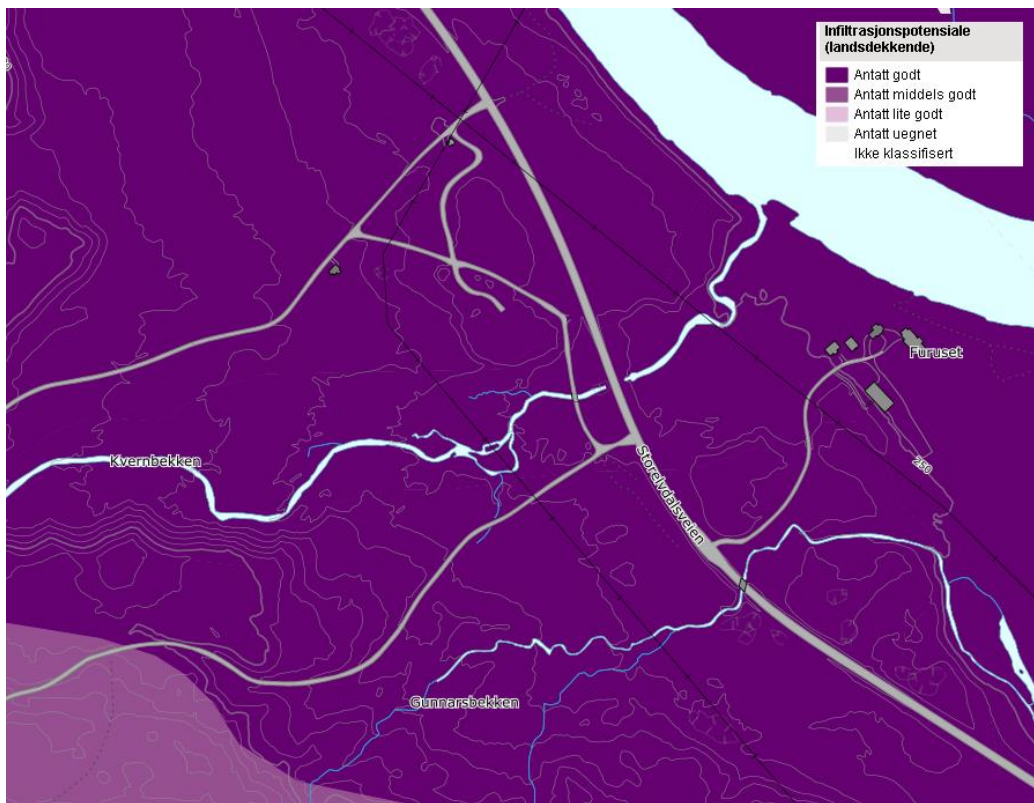 Infiltrasjonspotensiale
(landsdekkende)
Antatt godt
Antatt middels godt
Antatt lite godt
Antatt uegnet
Ikke klassifisert
Furuset
Kvernbekken
250
Storelvdalsveien
Gunnarsbekken